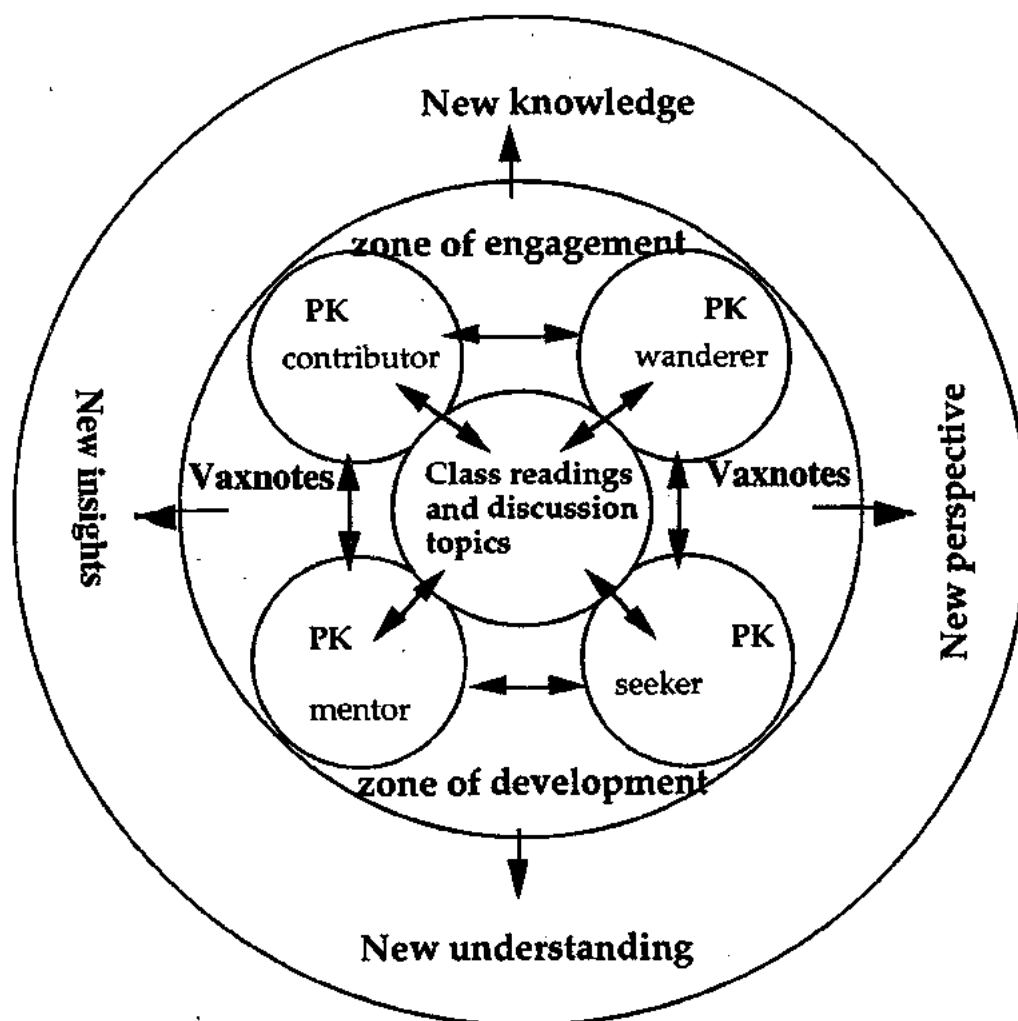 New knowledge
zone of engagement
PK
contributor
PK
wanderer
New insights
Vaxnotes
Class readings
and discussion
topics
Vaxnotes
New perspective
PK
mentor
PK
seeker
zone of development
New understanding